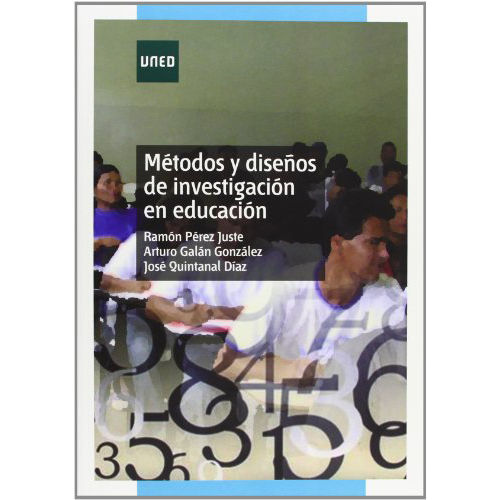 UNED
Métodos y diseños
de investigación
en educación
Ramón Pérez Juste
Arturo Galán González
José Quintanal Díaz